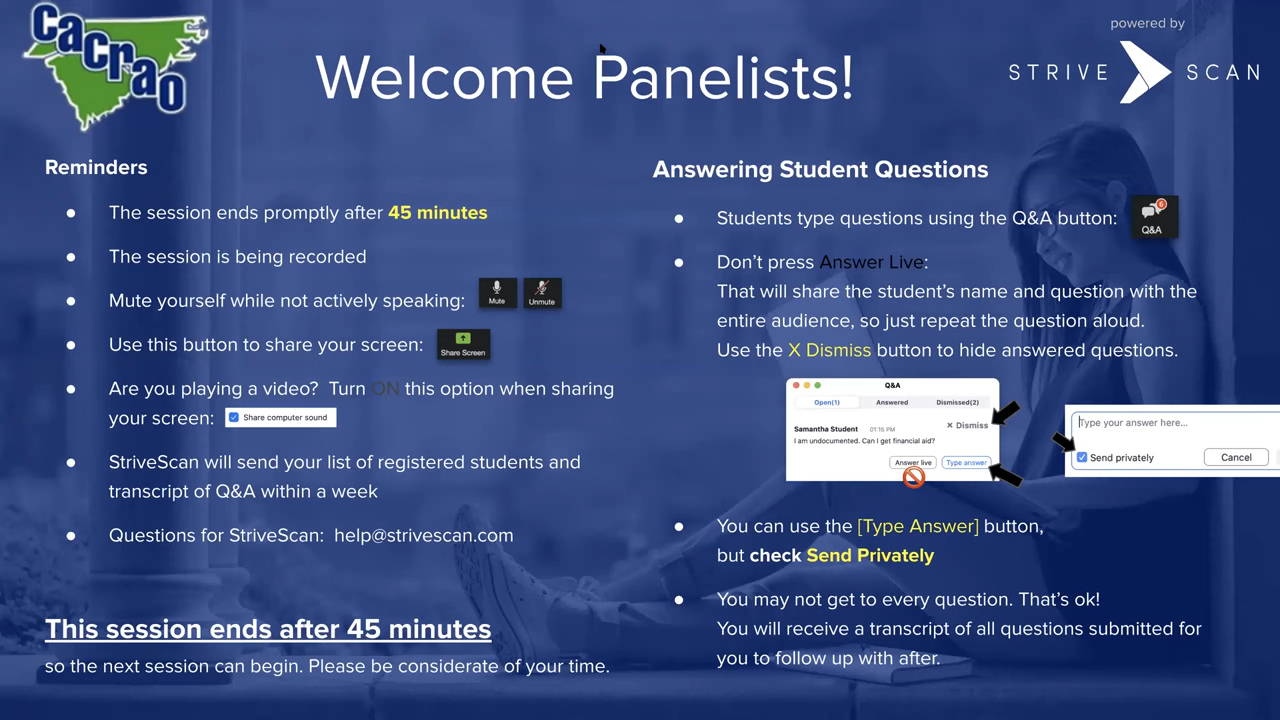 CaCrao
powered by
STRIVE SCAN
Welcome Panelists!
Reminders
● The session ends promptly after 45 minutes
● The session is being recorded
● Mute yourself while not actively speaking:
Mute
Unmute
● Use this button to share your screen:
Share Screen
● Are you playing a video? Turn ON this option when sharing
your screen:
Share computer sound
● StriveScan will send your list of registered students and
transcript of Q&A within a week
● Questions for StriveScan: help@strivescan.com
This session ends after 45 minutes
so the next session can begin. Please be considerate of your time.
Answering Student Questions
● Students type questions using the Q&A button:
6
Q&A
● Don't press Answer Live:
That will share the student's name and question with the
entire audience, so just repeat the question aloud.
Use the X Dismiss button to hide answered questions.
Q&A
Open(1) Answered Dismissed(2)
Samantha Student 01:15 PM
✕ Dismiss
I am undocumented. Can I get financial aid?
Answer live Type answer
Type your answer here...
Send privately Cancel
● You can use the [Type Answer] button,
but check Send Privately
● You may not get to every question. That's ok!
You will receive a transcript of all questions submitted for
you to follow up with after.